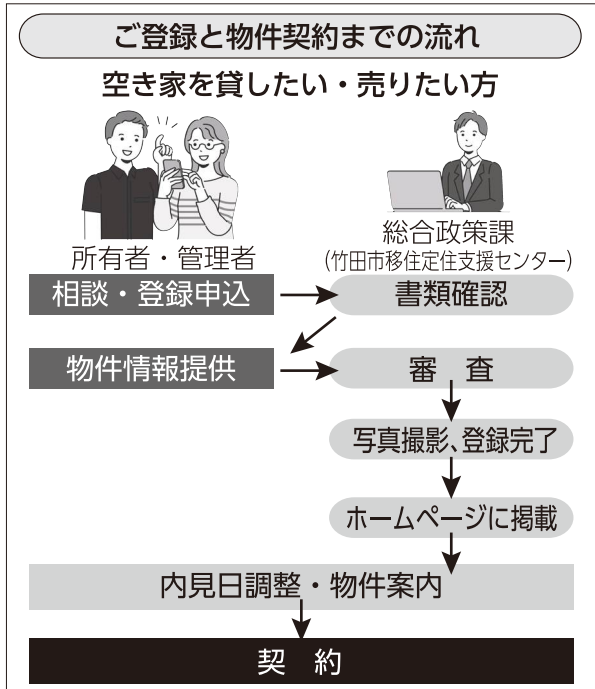 ご登録と物件契約までの流れ
空き家を貸したい・売りたい方
所有者・管理者
総合政策課
(竹田市移住定住支援センター)
相談・登録申込
書類確認
物件情報提供
審 査
写真撮影、登録完了
ホームページに掲載
内見日調整・物件案内
契 約